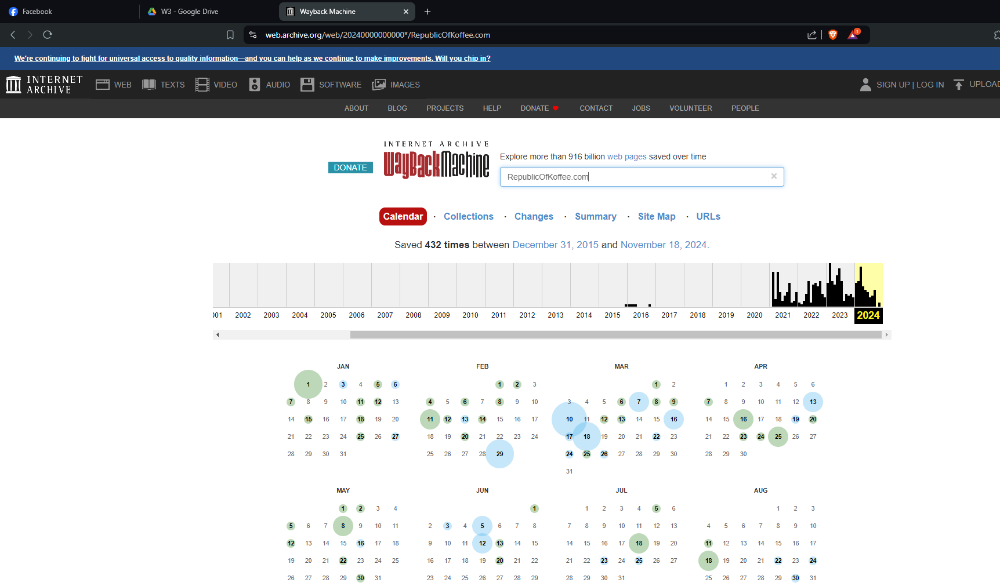 Facebook
W3 - Google Drive
Wayback Machine
web.archive.org/web/20240000000000*/RepublicOfKoffee.com
1
We're continuing to fight for universal access to quality information—and you can help as we continue to make improvements. Will you chip in?
INTERNET ARCHIVE
WEB TEXTS VIDEO AUDIO SOFTWARE IMAGES
SIGN UP | LOG IN UPLOAD
ABOUT BLOG PROJECTS HELP DONATE CONTACT JOBS VOLUNTEER PEOPLE
DONATE
INTERNET ARCHIVE
WayBackMachine
Explore more than 916 billion web pages saved over time
RepublicOfKoffee.com
Calendar · Collections · Changes · Summary · Site Map · URLs
Saved 432 times between December 31, 2015 and November 18, 2024.
001 2002 2003 2004 2005 2006 2007 2008 2009 2010 2011 2012 2013 2014 2015 2016 2017 2018 2019 2020 2021 2022 2023 2024
JAN
1 2 3 4 5 6
7 8 9 10 11 12 13
14 15 16 17 18 19 20
21 22 23 24 25 26 27
28 29 30 31
FEB
1 2 3
4 5 6 7 8 9 10
11 12 13 14 15 16 17
18 19 20 21 22 23 24
25 26 27 28 29
MAR
1 2
3 4 5 6 7 8 9
10 11 12 13 14 15 16
17 18 19 20 21 22 23
24 25 26 27 28 29 30
31
APR
1 2 3 4 5 6
7 8 9 10 11 12 13
14 15 16 17 18 19 20
21 22 23 24 25 26 27
28 29 30
MAY
1 2 3 4
5 6 7 8 9 10 11
12 13 14 15 16 17 18
19 20 21 22 23 24 25
26 27 28 29 30 31
JUN
1
2 3 4 5 6 7 8
9 10 11 12 13 14 15
16 17 18 19 20 21 22
23 24 25 26 27 28 29
JUL
1 2 3 4 5 6
7 8 9 10 11 12 13
14 15 16 17 18 19 20
21 22 23 24 25 26 27
28 29 30 31
AUG
1 2 3
4 5 6 7 8 9 10
11 12 13 14 15 16 17
18 19 20 21 22 23 24
25 26 27 28 29 30 31